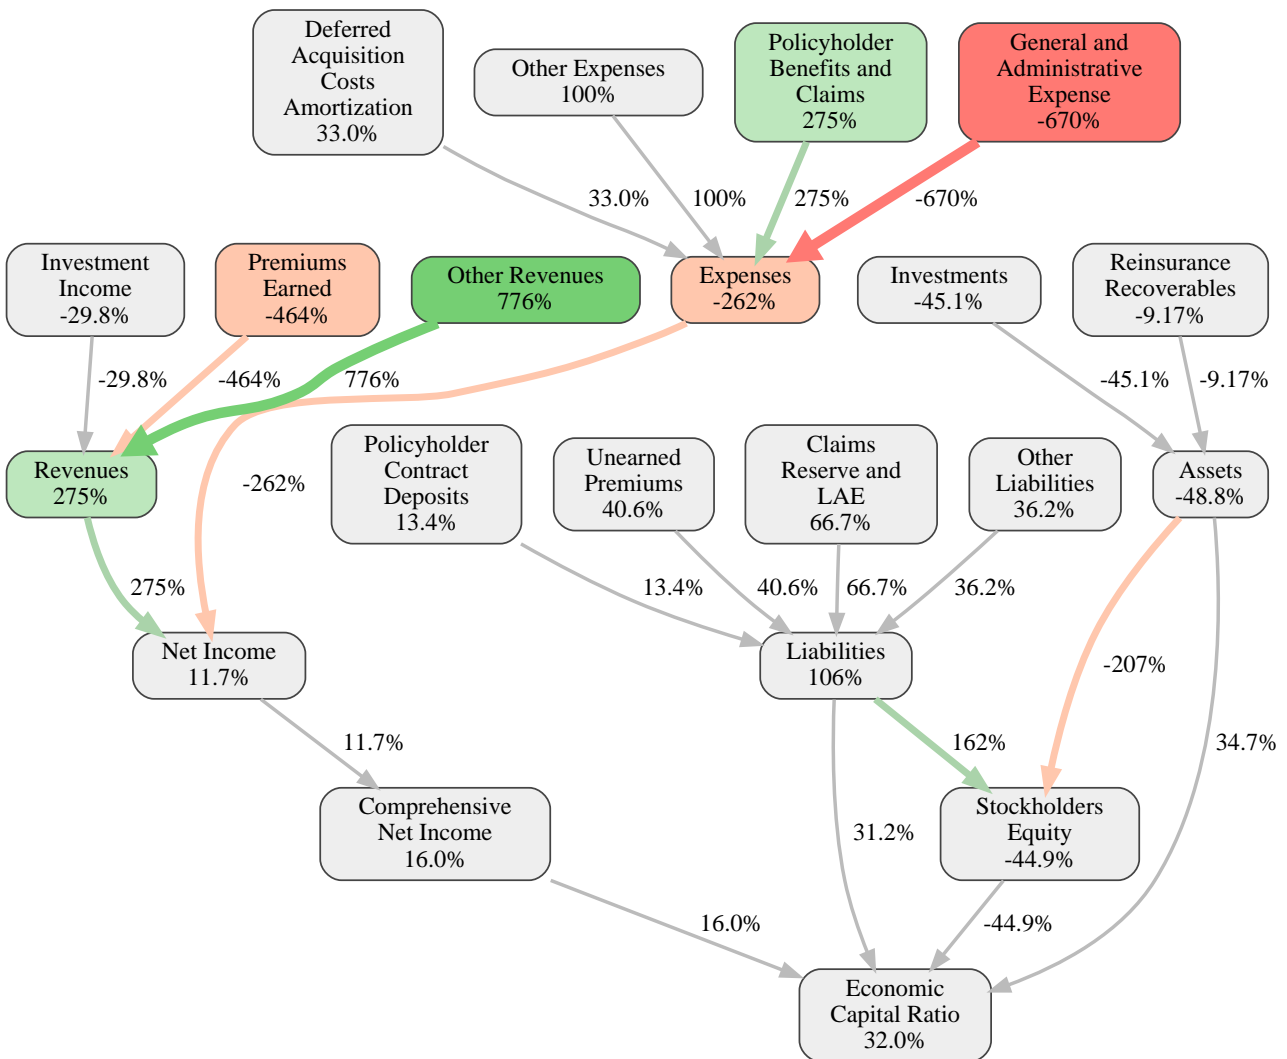 Deferred
Acquisition
Costs
Amortization
33.0%
Other Expenses
100%
Policyholder
Benefits and
Claims
275%
General and
Administrative
Expense
-670%
33.0%
100%
275%
-670%
Investment
Income
-29.8%
Premiums
Earned
-464%
Other Revenues
776%
Expenses
-262%
Investments
-45.1%
Reinsurance
Recoverables
-9.17%
-29.8%
-464%
776%
-45.1%
-9.17%
Revenues
275%
-262%
Policyholder
Contract
Deposits
13.4%
Unearned
Premiums
40.6%
Claims
Reserve and
LAE
66.7%
Other
Liabilities
36.2%
Assets
-48.8%
275%
13.4%
40.6%
66.7%
36.2%
Net Income
11.7%
Liabilities
106%
-207%
11.7%
162%
34.7%
Comprehensive
Net Income
16.0%
31.2%
Stockholders
Equity
-44.9%
16.0%
-44.9%
Economic
Capital Ratio
32.0%